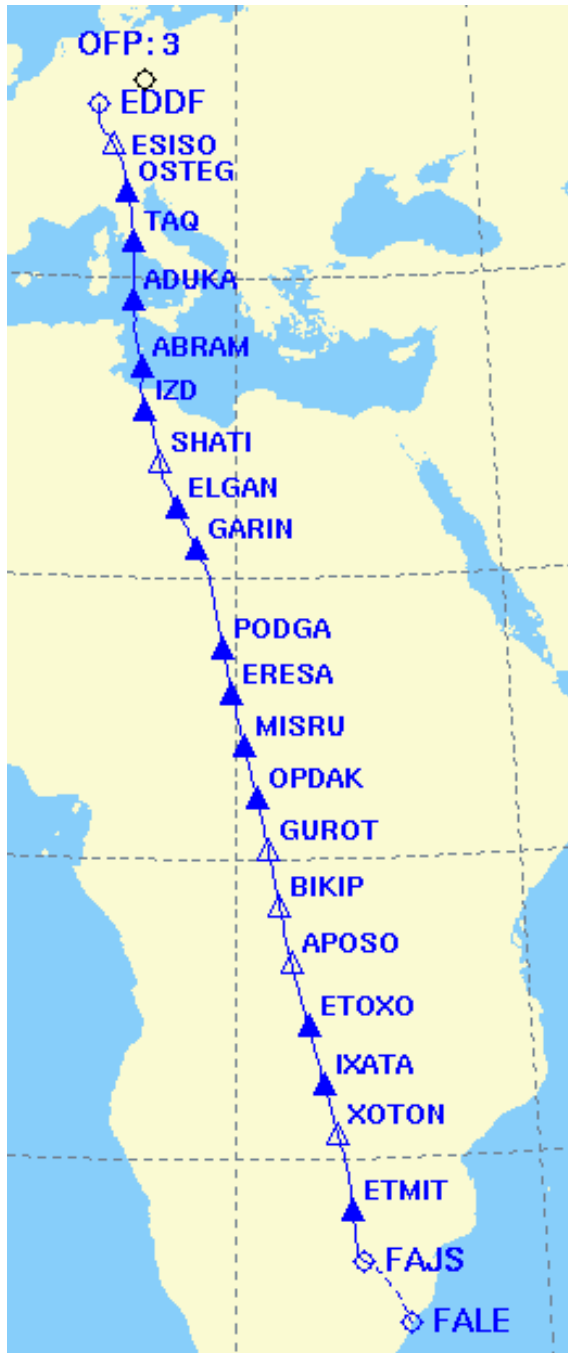 OFP: 3
EDDF
ESISO
OSTEG
TAQ
ADUKA
ABRAM
IZD
SHATI
ELGAN
GARIN
PODGA
ERESA
MISRU
OPDAK
GUROT
BIKIP
APOSO
ETOXO
IXATA
XOTON
ETMIT
FAJS
FALE